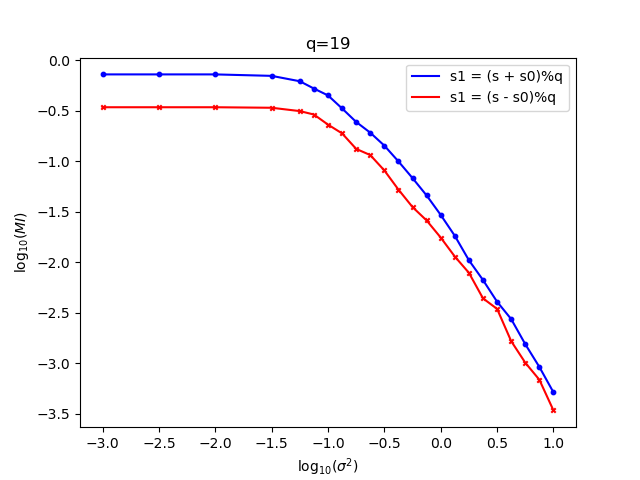 q=19
s1 = (s + s0)%q
s1 = (s - s0)%q
log₁₀(MI)
0.0
−0.5
−1.0
−1.5
−2.0
−2.5
−3.0
−3.5
−3.0 −2.5 −2.0 −1.5 −1.0 −0.5 0.0 0.5 1.0
log₁₀(σ²)